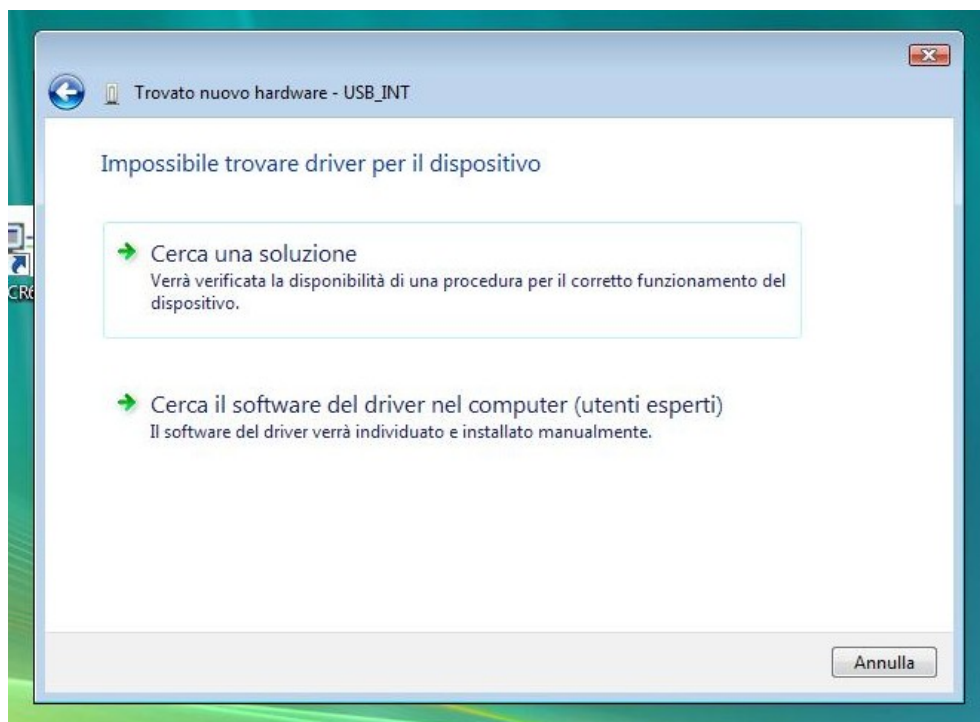 Trovato nuovo hardware - USB_INT
Impossibile trovare driver per il dispositivo
Cerca una soluzione
Verrà verificata la disponibilità di una procedura per il corretto funzionamento del
dispositivo.
CR6
Cerca il software del driver nel computer (utenti esperti)
Il software del driver verrà individuato e installato manualmente.
Annulla